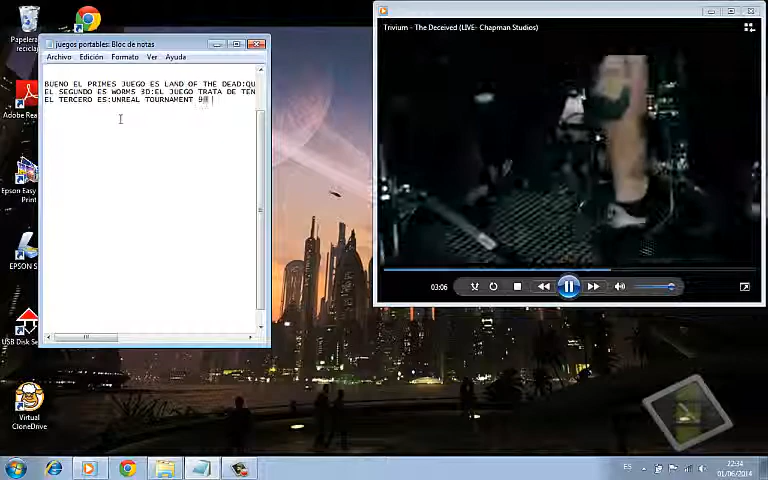 Papelera
reciclaj
Adobe Rea
Epson Easy
Print
EPSON S
USB Disk Se
Virtual
CloneDrive
juegos portables: Bloc de notas
Archivo Edición Formato Ver Ayuda
BUENO EL PRIMES JUEGO ES LAND OF THE DEAD:QU
EL SEGUNDO ES WORMS 3D:EL JUEGO TRATA DE TEN
EL TERCERO ES:UNREAL TOURNAMENT
Trivium - The Deceived (LIVE- Chapman Studios)
03:06
ES
22:34
01/06/2014